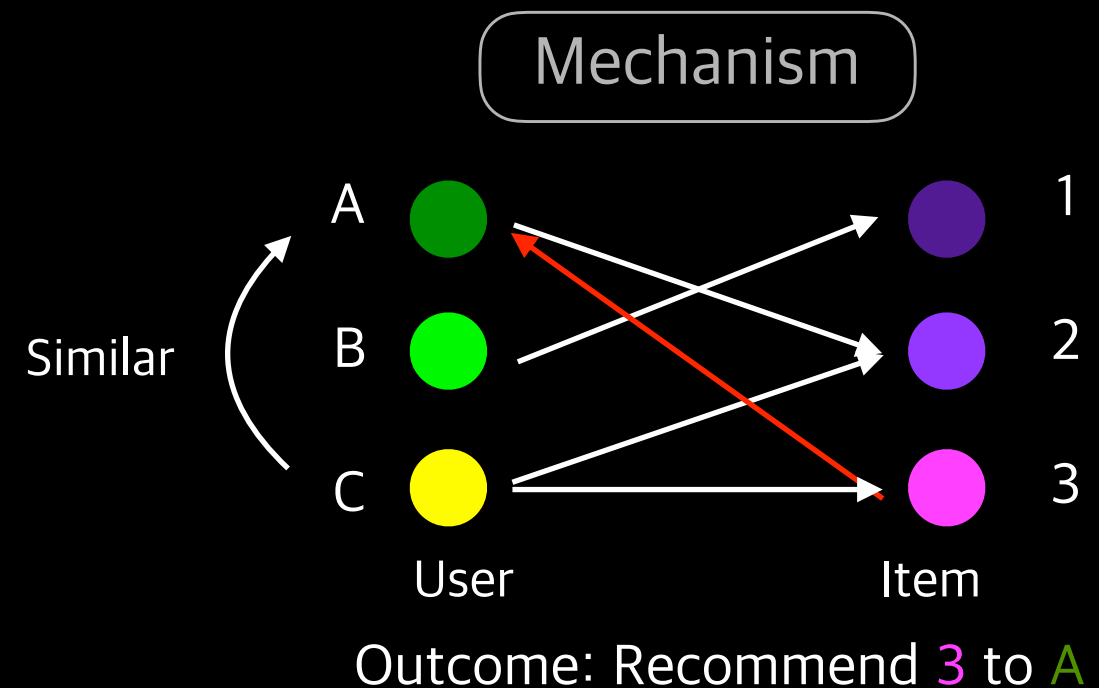 Mechanism
A
1
B
2
Similar
C
3
User
Item
Outcome: Recommend 3 to A